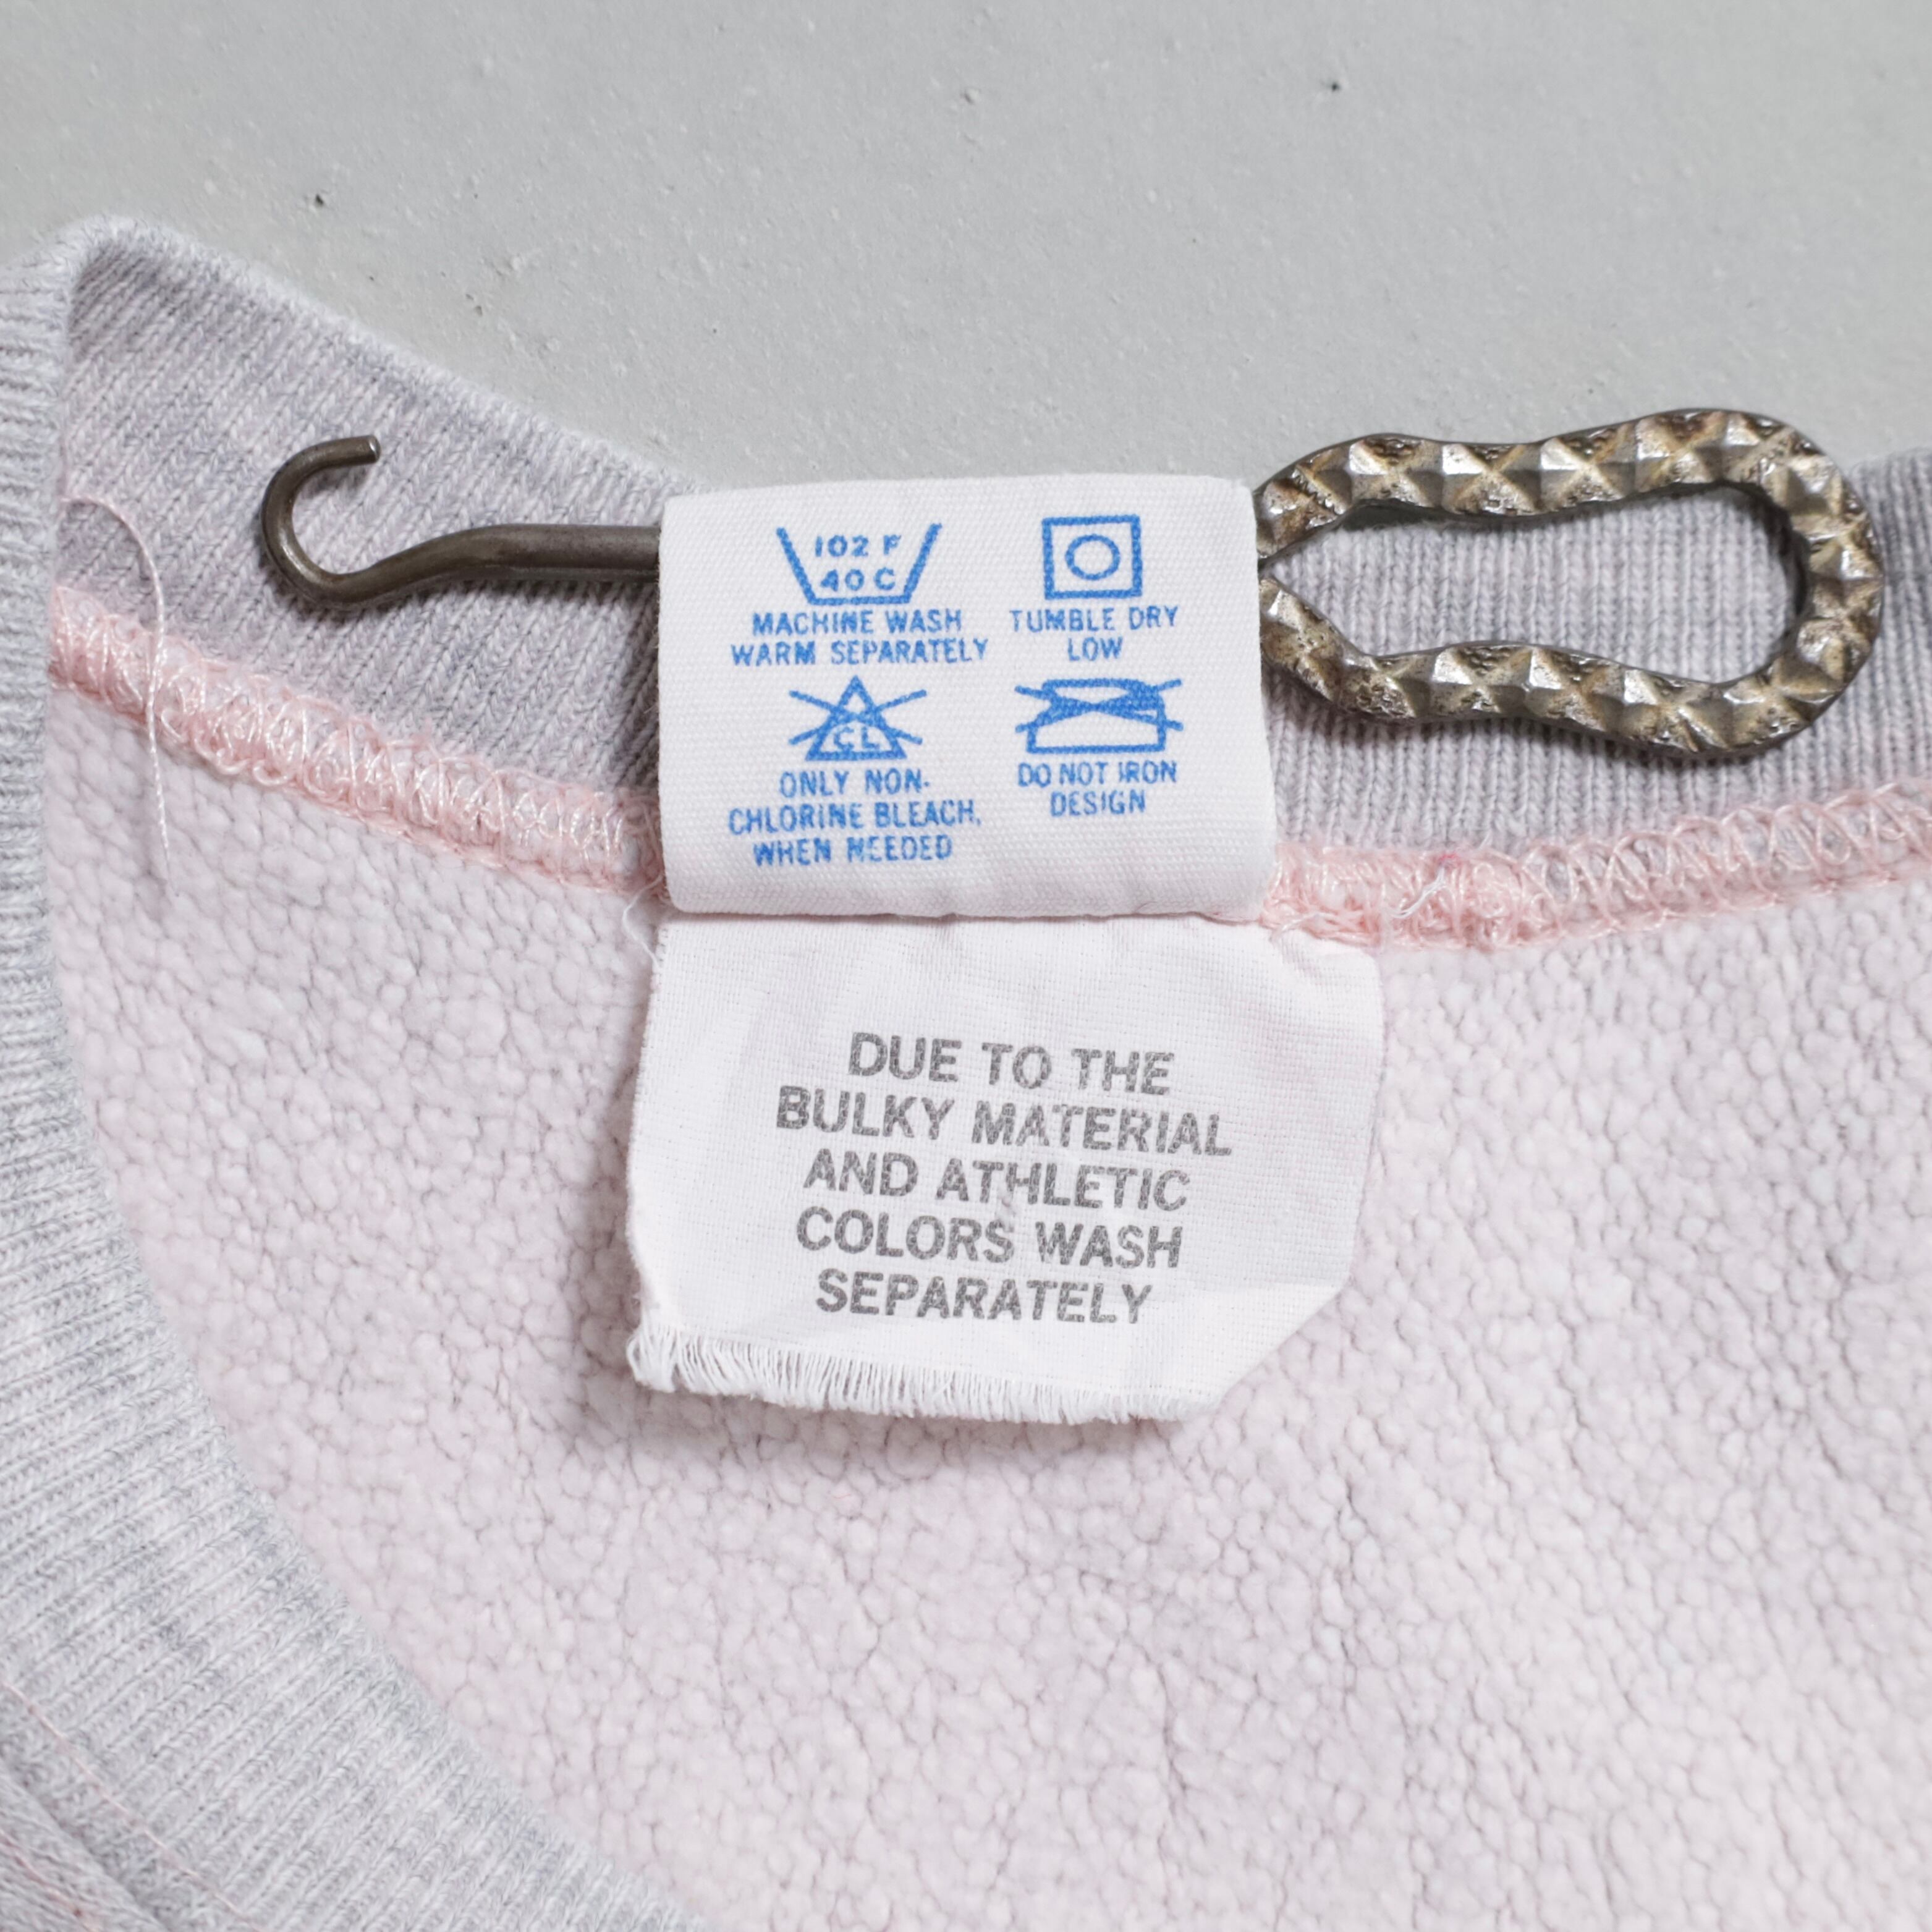 102 F
40 C
MACHINE WASH
WARM SEPARATELY
TUMBLE DRY
LOW
CL
ONLY NON-
CHLORINE BLEACH,
WHEN NEEDED
DO NOT IRON
DESIGN
DUE TO THE
BULKY MATERIAL
AND ATHLETIC
COLORS WASH
SEPARATELY